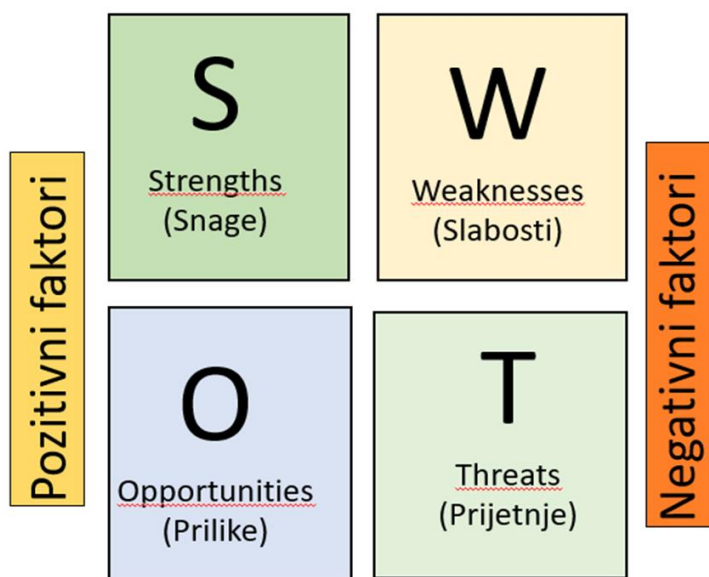 Pozitivni faktori
S
Strengths
(Snage)
W
Weaknesses
(Slabosti)
O
Opportunities
(Prilike)
T
Threats
(Prijetnje)
Negativni faktori